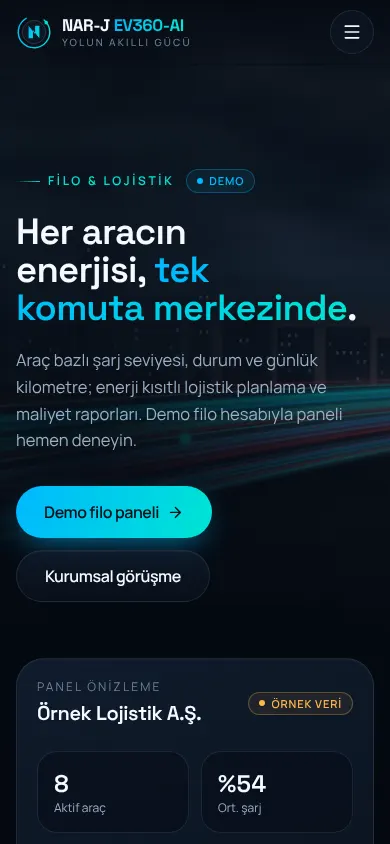 NAR-J EV360-AI
YOLUN AKILLI GÜCÜ
FİLO & LOJİSTİK
DEMO
Her aracın
enerjisi, tek
komuta merkezinde.
Araç bazlı şarj seviyesi, durum ve günlük
kilometre; enerji kısıtlı lojistik planlama ve
maliyet raporları. Demo filo hesabıyla paneli
hemen deneyin.
Demo filo paneli →
Kurumsal görüşme
PANEL ÖNİZLEME
Örnek Lojistik A.Ş.
ÖRNEK VERİ
8
Aktif araç
%54
Ort. şarj